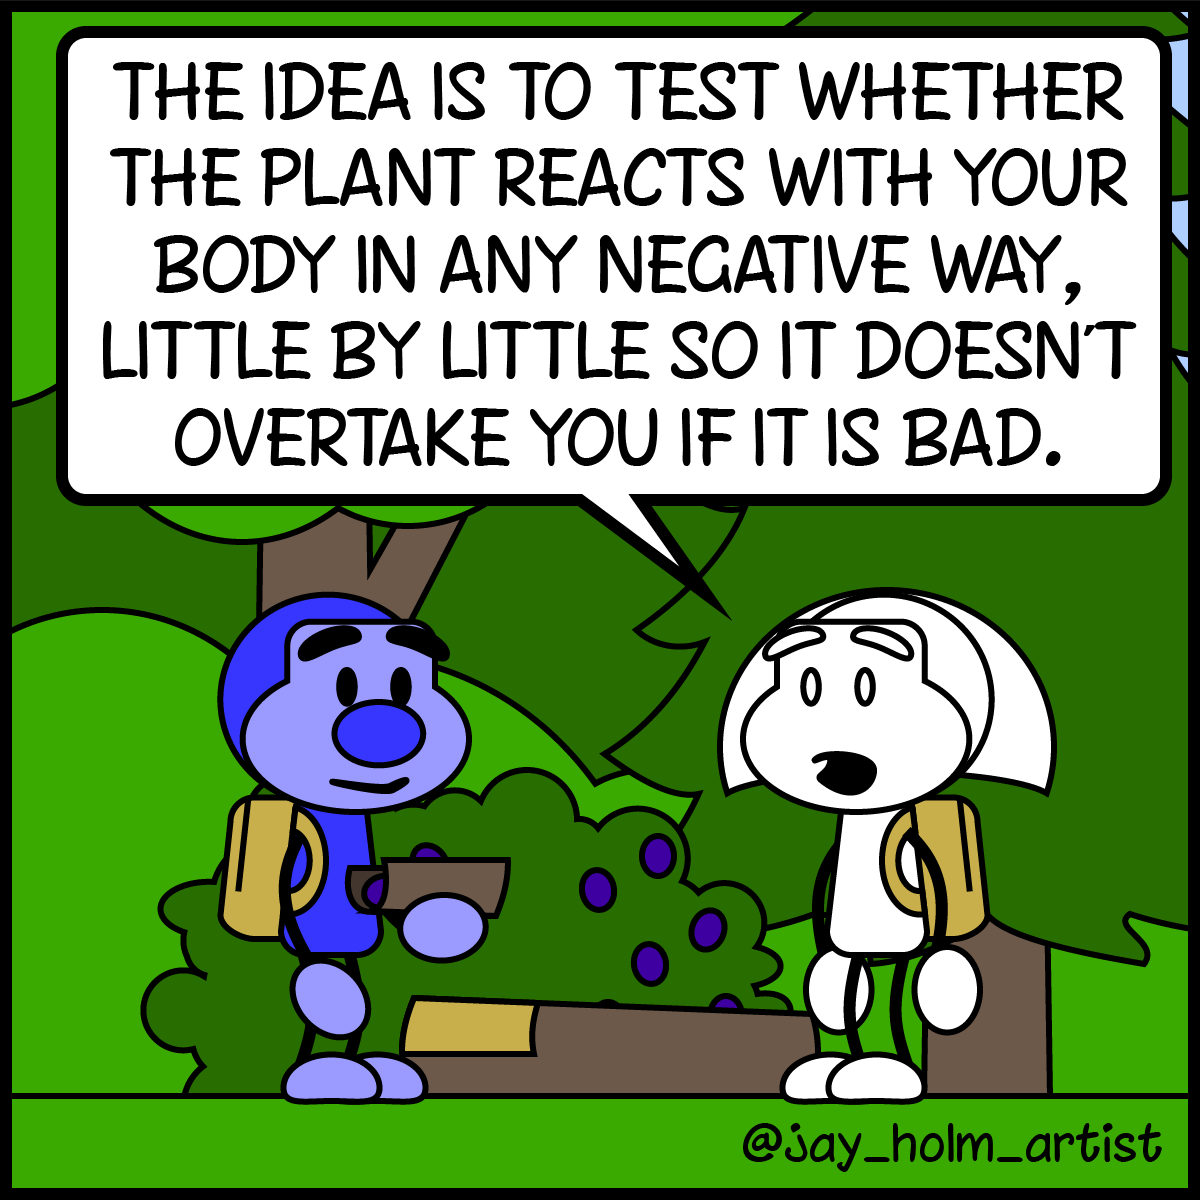 THE IDEA IS TO TEST WHETHER
THE PLANT REACTS WITH YOUR
BODY IN ANY NEGATIVE WAY,
LITTLE BY LITTLE SO IT DOESN'T
OVERTAKE YOU IF IT IS BAD.
@jay_holm_artist